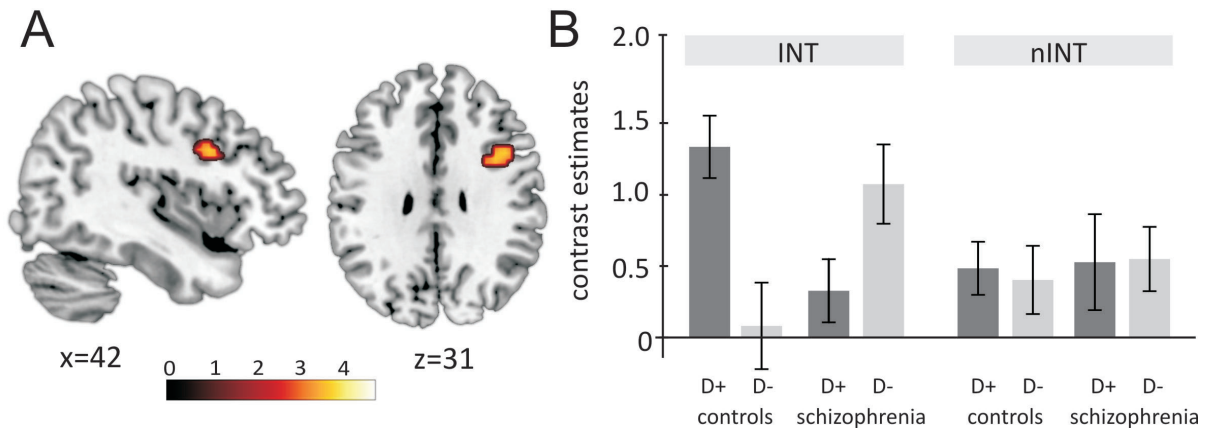 A
x=42
z=31
0 1 2 3 4
B
contrast estimates
2.0
1.5
1.0
0.5
0
INT
nINT
D+ D- D+ D- D+ D- D+ D-
controls schizophrenia controls schizophrenia